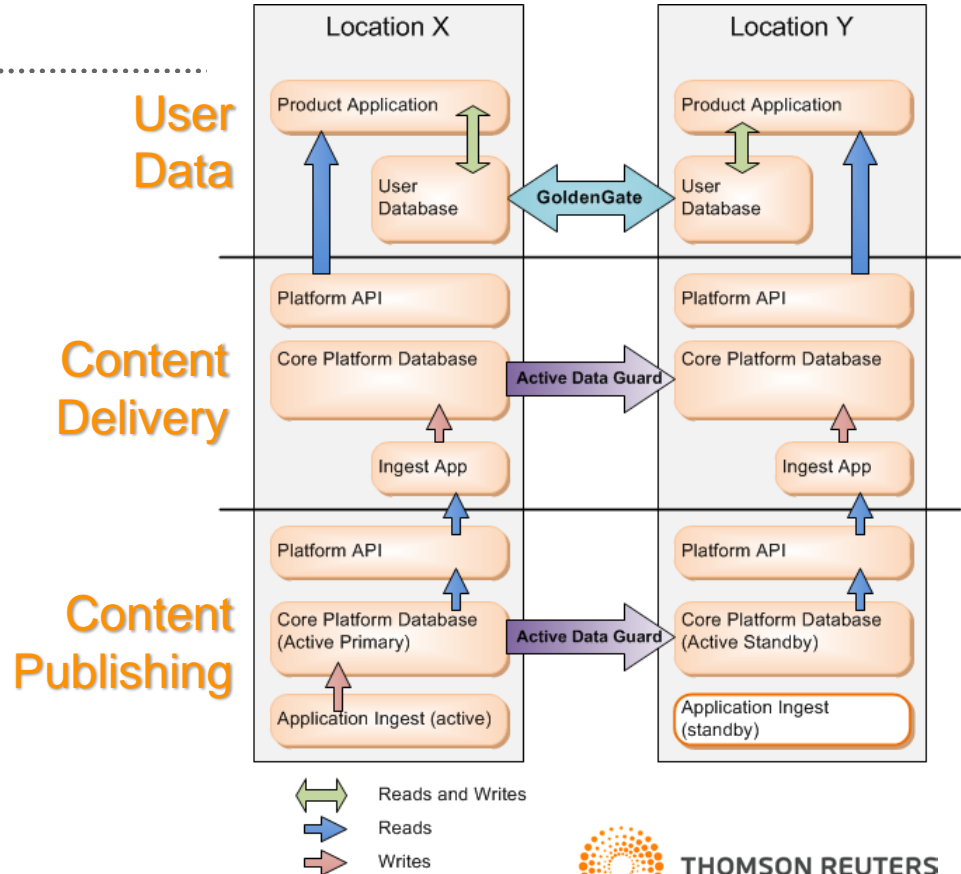 Location X
Location Y
User
Data
Product Application
User
Database
GoldenGate
Product Application
User
Database
Content
Delivery
Platform API
Core Platform Database
Ingest App
Active Data Guard
Platform API
Core Platform Database
Ingest App
Content
Publishing
Platform API
Core Platform Database
(Active Primary)
Application Ingest (active)
Active Data Guard
Platform API
Core Platform Database
(Active Standby)
Application Ingest
(standby)
Reads and Writes
Reads
Writes
THOMSON REUTERS